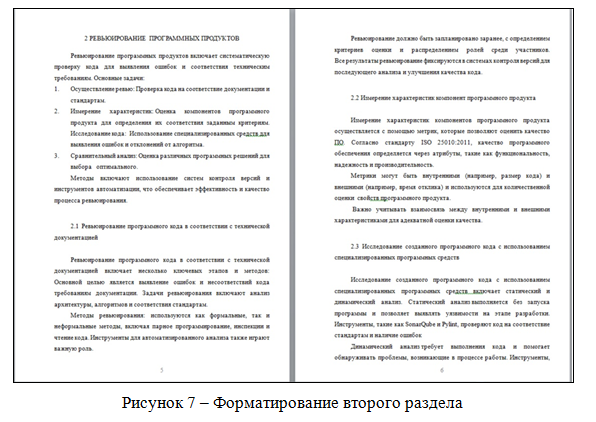 2 РЕВЬЮИРОВАНИЕ ПРОГРАММНЫХ ПРОДУКТОВ
Ревьюирование программных продуктов включает систематическую
проверку кода для выявления ошибок и соответствия техническим
требованиям. Основные задачи:
1. Осуществление ревью: Проверка кода на соответствие документации и
стандартам.
2. Измерение характеристик: Оценка компонентов программного
продукта для определения их соответствия заданным критериям.
Исследование кода: Использование специализированных средств для
выявления ошибок и отклонений от алгоритма.
3. Сравнительный анализ: Оценка различных программных решений для
выбора оптимального.
Методы включают использование систем контроля версий и
инструментов автоматизации, что обеспечивает эффективность и качество
процесса ревьюирования.
2.1 Ревьюирование программного кода в соответствии с технической
документацией
Ревьюирование программного кода в соответствии с технической
документацией включает несколько ключевых этапов и методов:
Основной целью является выявление ошибок и несоответствий кода
требованиям документации. Задачи ревьюирования включают анализ
архитектуры, алгоритмов и соответствия стандартам.
Методы ревьюирования: используются как формальные, так и
неформальные методы, включая парное программирование, инспекции и
чтение кода. Инструменты для автоматизированного анализа также играют
важную роль.
5
Ревьюирование должно быть запланировано заранее, с определением
критериев оценки и распределением ролей среди участников.
Все результаты ревьюирования фиксируются в системах контроля версий для
последующего анализа и улучшения качества кода.
2.2 Измерение характеристик компонент программного продукта
Измерение характеристик компонентов программного продукта
осуществляется с помощью метрик, которые позволяют оценить качество
ПО. Согласно стандарту ISO 25010:2011, качество программного
обеспечения определяется через атрибуты, такие как функциональность,
надежность и производительность.
Метрики могут быть внутренними (например, размер кода) и
внешними (например, время отклика) и используются для количественной
оценки свойств программного продукта.
Важно учитывать взаимосвязь между внутренними и внешними
характеристиками для адекватной оценки качества.
2.3 Исследование созданного программного кода с использованием
специализированных программных средств
Исследование созданного программного кода с использованием
специализированных программных средств включает статический и
динамический анализ. Статический анализ выполняется без запуска
программы и позволяет выявлять уязвимости на этапе разработки.
Инструменты, такие как SonarQube и Pylint, проверяют код на соответствие
стандартам и наличие ошибок
Динамический анализ требует выполнения кода и помогает
обнаруживать проблемы, возникающие в процессе работы. Инструменты,
6
Рисунок 7 – Форматирование второго раздела